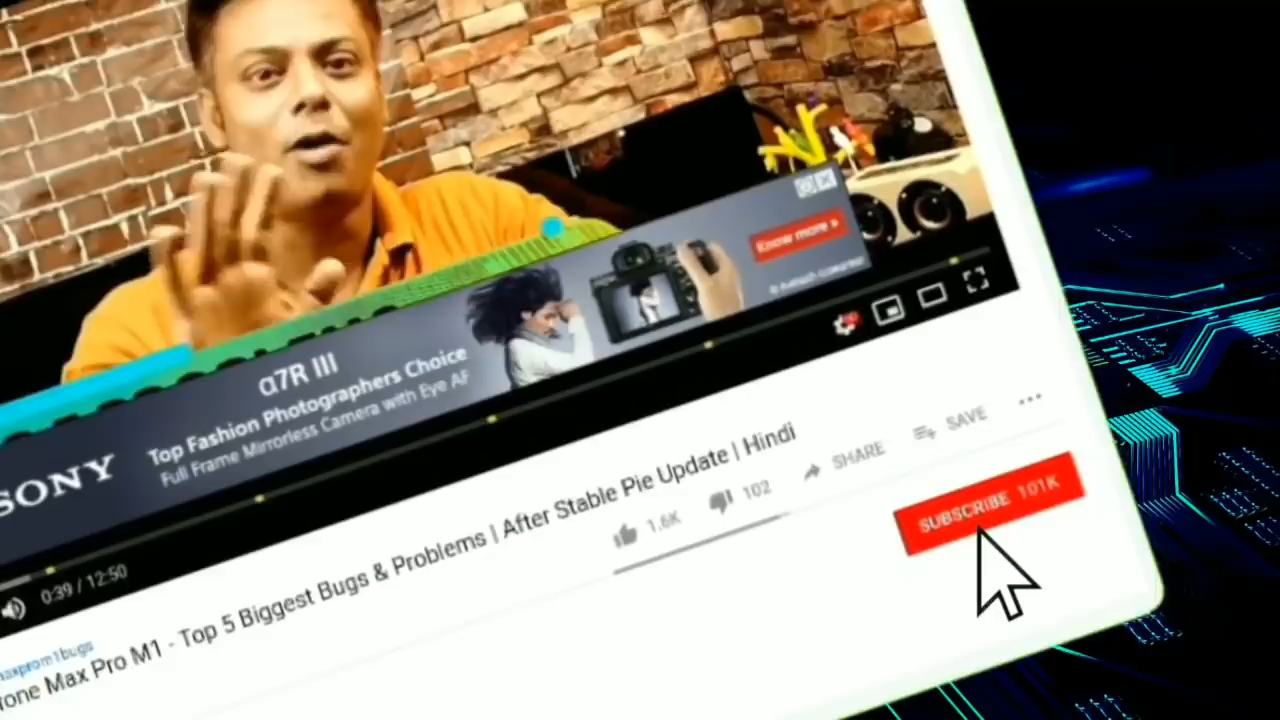 Know more »
α7R III
SONY
Top Fashion Photographers Choice
Full Frame Mirrorless Camera with Eye AF
0:39 / 12:50
Max Pro M1 - Top 5 Biggest Bugs & Problems | After Stable Pie Update | Hindi
1.6K 102 SHARE SAVE
SUBSCRIBE 101K